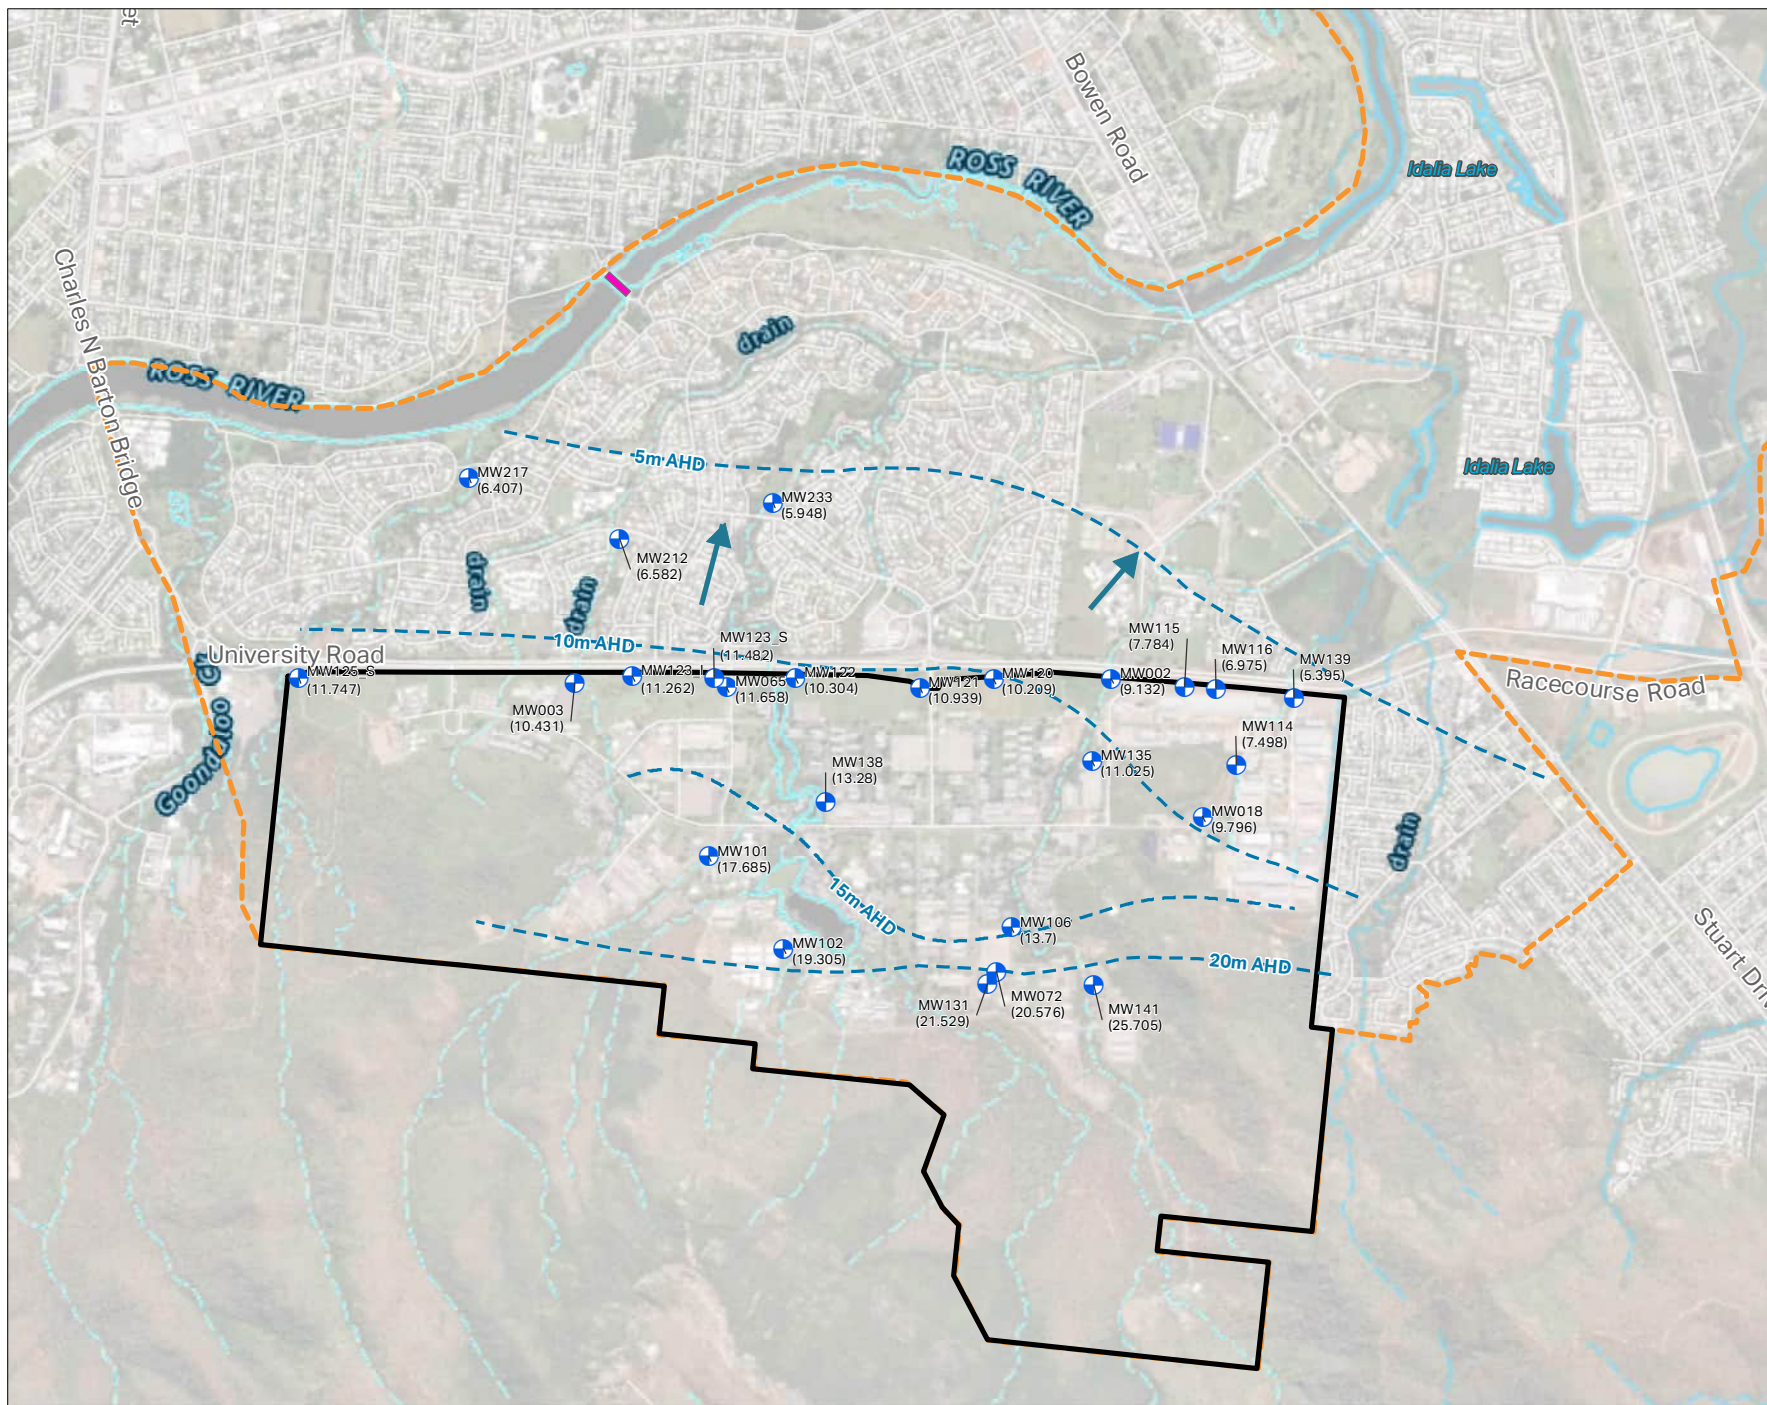 et
Bowen Road
ROSS RIVER
Idalia Lake
Charles N Barton Bridge
drain
ROSS RIVER
5m AHD
Idalia Lake
MW217
(6.407)
MW233
(5.948)
MW212
(6.582)
drain
drain
10m AHD
University Road
MW123_S
(11.482)
MW115
(7.784)
MW116
(6.975)
MW139
(5.395)
MW125_S
(11.747)
MW003
(10.431)
MW123_I
(11.262)
MW065
(11.658)
MW122
(10.304)
MW121
(10.939)
MW120
(10.209)
MW002
(9.132)
Racecourse Road
MW114
(7.498)
MW138
(13.28)
MW135
(11.025)
MW018
(9.796)
MW101
(17.685)
drain
15m AHD
MW106
(13.7)
MW102
(19.305)
20m AHD
MW131
(21.529)
MW072
(20.576)
MW141
(25.705)